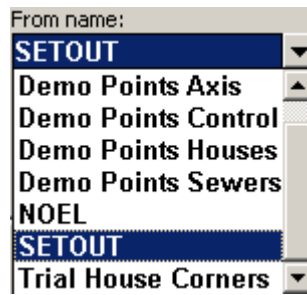 From name:
SETOUT
Demo Points Axis
Demo Points Control
Demo Points Houses
Demo Points Sewers
NOEL
SETOUT
Trial House Corners